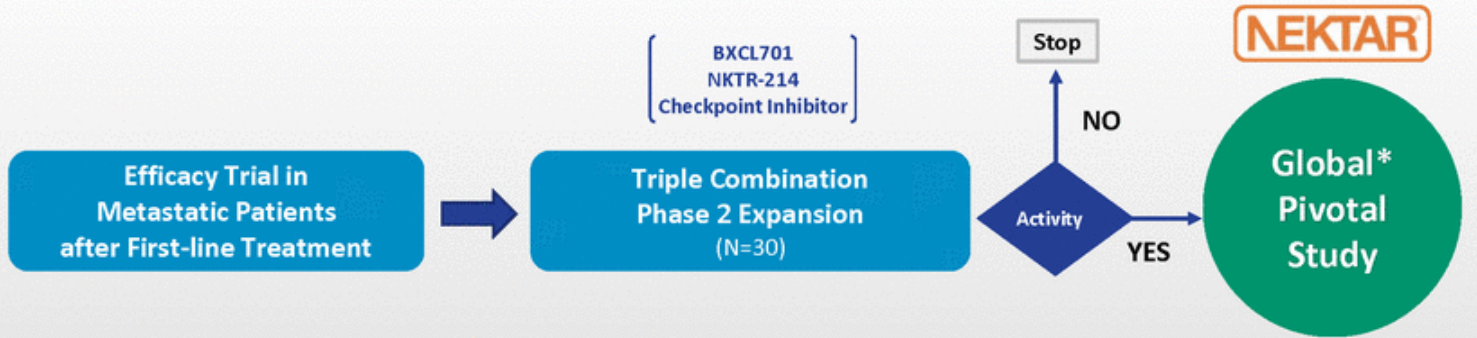 Efficacy Trial in
Metastatic Patients
after First-line Treatment
BXCL701
NKTR-214
Checkpoint Inhibitor
Triple Combination
Phase 2 Expansion
(N=30)
Stop
NO
Activity
YES
NEKTAR
Global*
Pivotal
Study